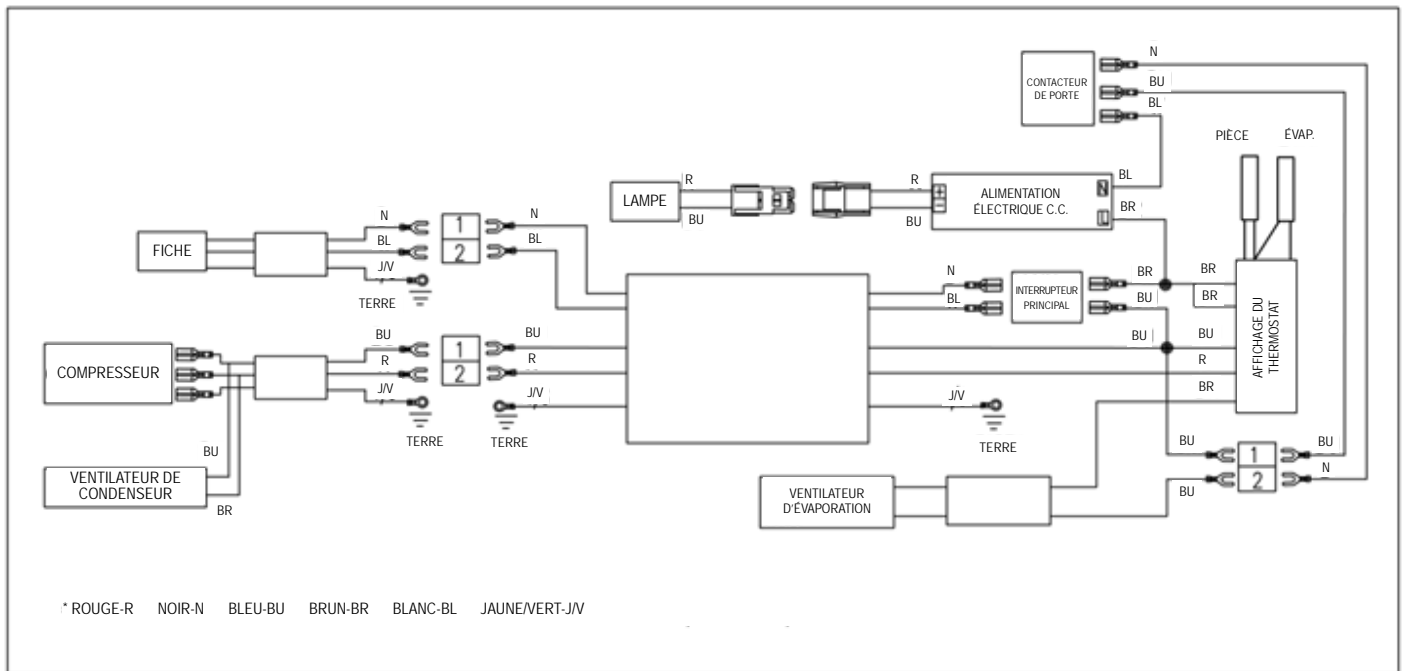 N
CONTACTEUR
DE PORTE
BU
BL
PIÈCE
ÉVAP.
LAMPE
R
BU
R
BU
+
-
ALIMENTATION
ÉLECTRIQUE C.C.
N
L
BL
BR
FICHE
N
BL
J/V
TERRE
1
2
N
BL
N
BL
INTERRUPTEUR
PRINCIPAL
BR
BU
BR
BR
BU
BU
R
BR
AFFICHAGE DU
THERMOSTAT
COMPRESSEUR
BU
R
J/V
TERRE
1
2
BU
R
J/V
TERRE
J/V
TERRE
BU
VENTILATEUR DE
CONDENSEUR
BR
VENTILATEUR
D'ÉVAPORATION
BU
BU
1
2
BU
N
* ROUGE-R NOIR-N BLEU-BU BRUN-BR BLANC-BL JAUNE/VERT-J/V